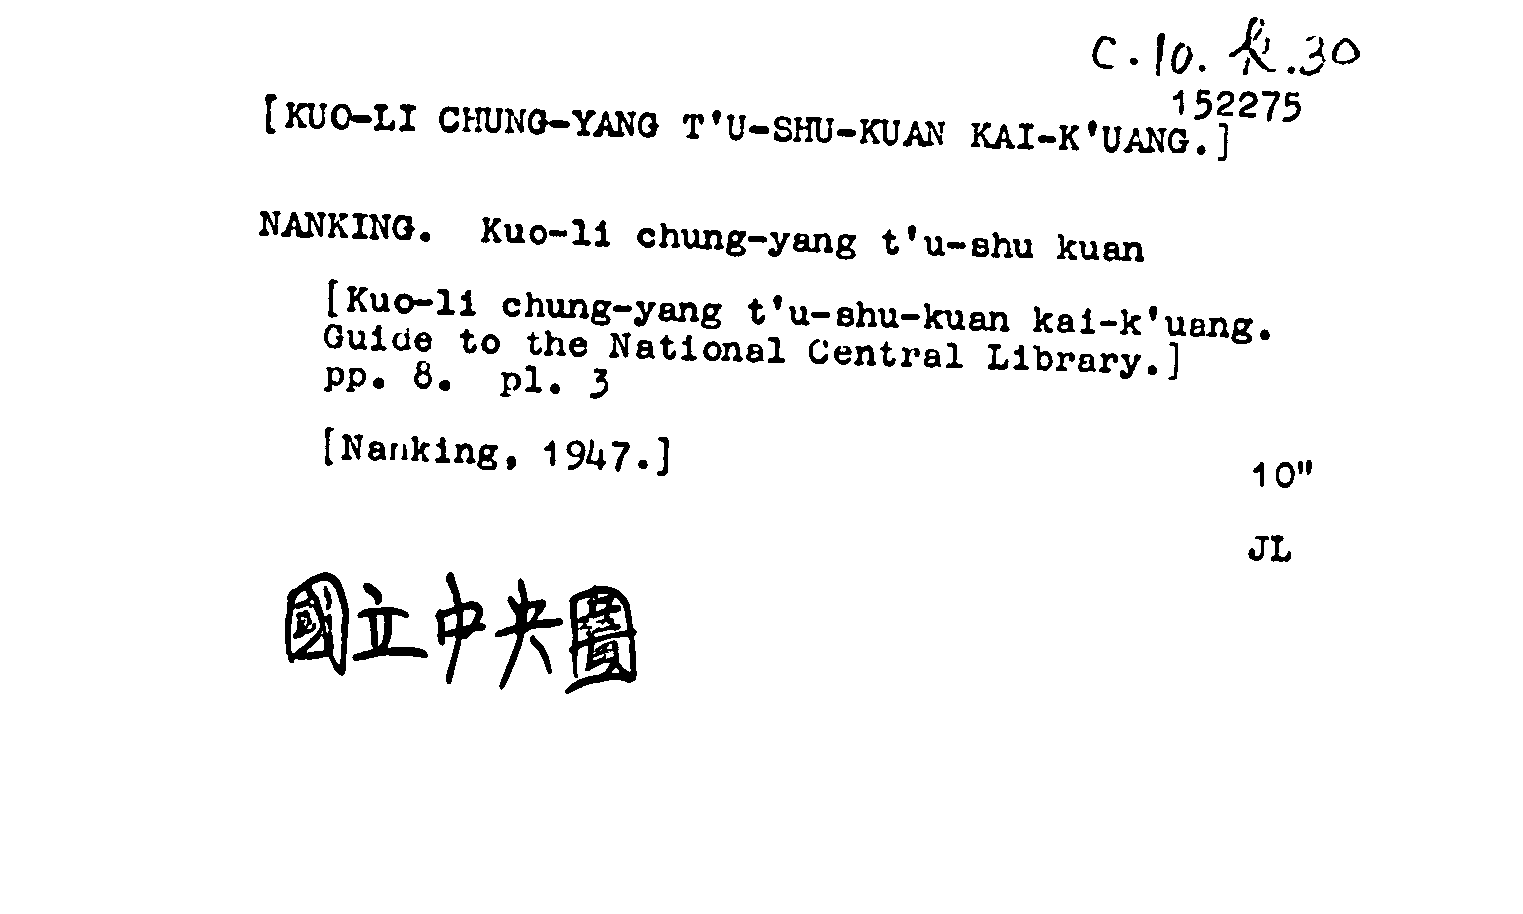 C.10.k.30
152275
[KUO-LI CHUNG-YANG T'U-SHU-KUAN KAI-K'UANG.]
NANKING. Kuo-li chung-yang t'u-shu kuan
[Kuo-li chung-yang t'u-shu-kuan kai-k'uang.
Guide to the National Central Library.]
pp. 8. pl. 3
[Nanking, 1947.]
10"
JL
國立中央圕